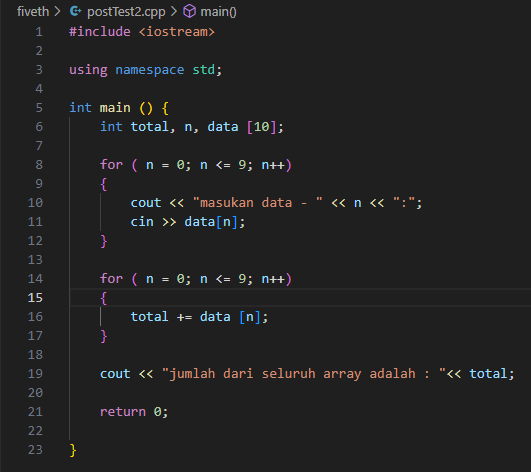 fiveth > postTest2.cpp > main()
1 #include <iostream>
2
3 using namespace std;
4
5 int main () {
6 int total, n, data [10];
7
8 for ( n = 0; n <= 9; n++)
9 {
10 cout << "masukan data - " << n << ":";
11 cin >> data[n];
12 }
13
14 for ( n = 0; n <= 9; n++)
15 {
16 total += data [n];
17 }
18
19 cout << "jumlah dari seluruh array adalah : "<< total;
20
21 return 0;
22
23 }